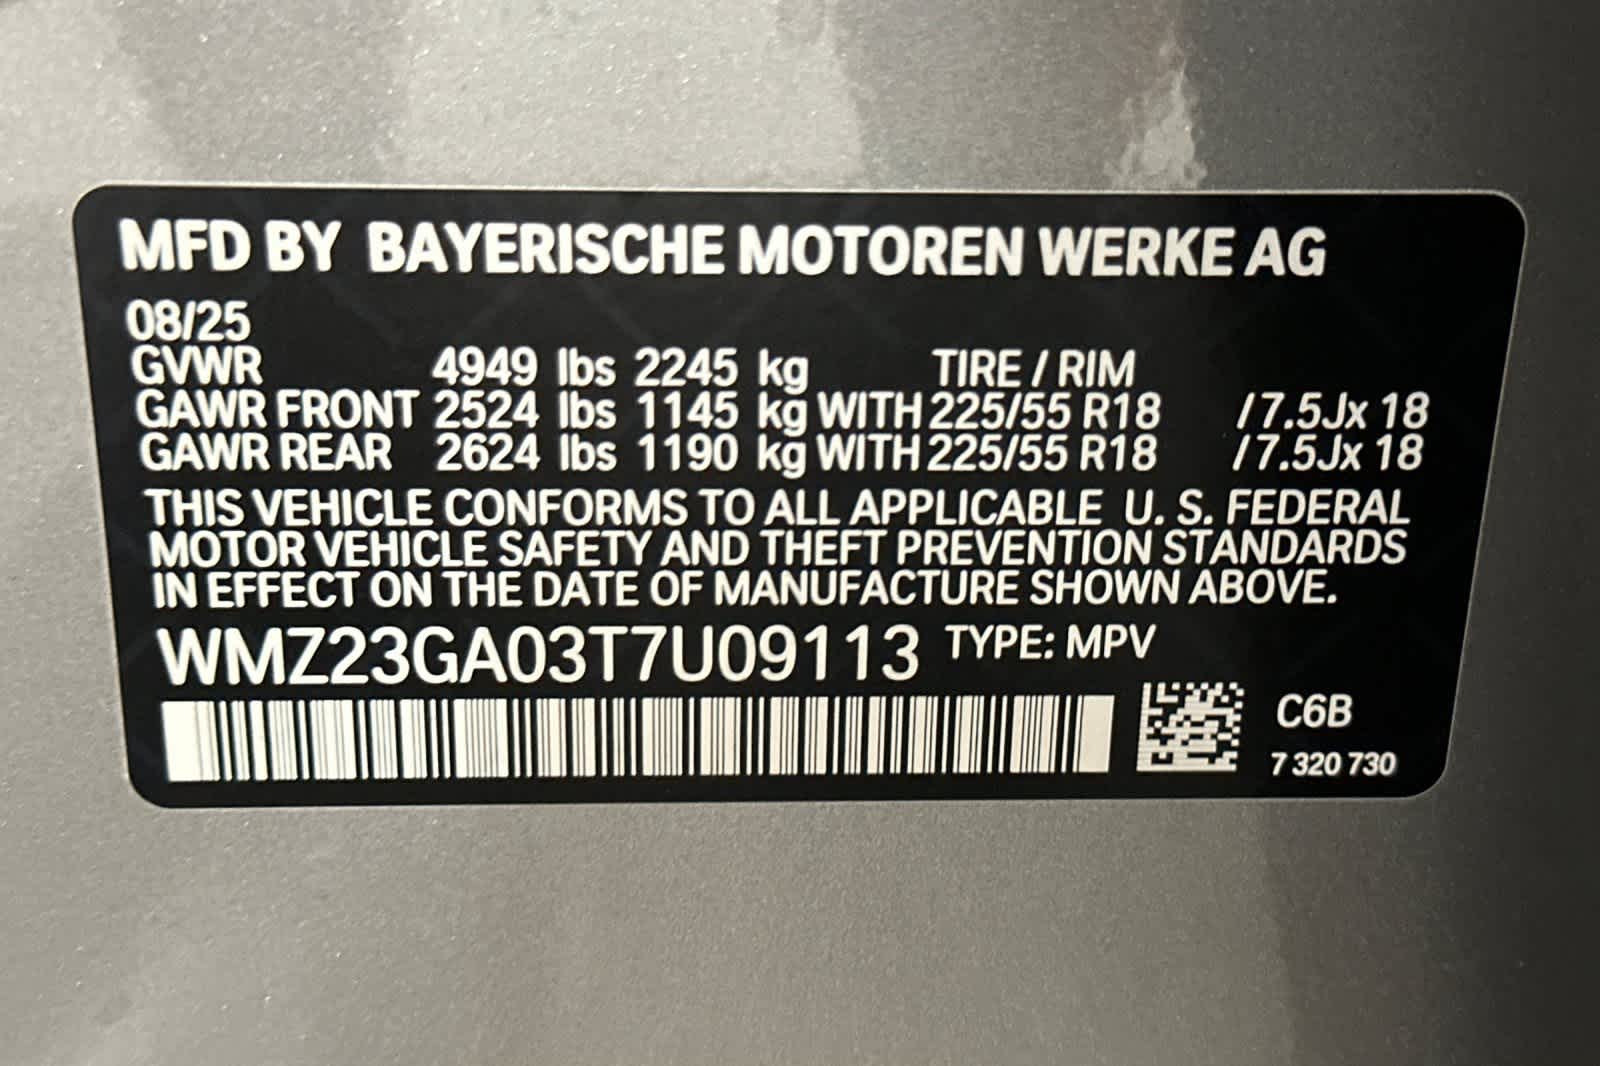 MFD BY BAYERISCHE MOTOREN WERKE AG
08/25
GVWR 4949 lbs 2245 kg TIRE / RIM
GAWR FRONT 2524 lbs 1145 kg WITH 225/55 R18 /7.5Jx 18
GAWR REAR 2624 lbs 1190 kg WITH 225/55 R18 /7.5Jx 18
THIS VEHICLE CONFORMS TO ALL APPLICABLE U. S. FEDERAL
MOTOR VEHICLE SAFETY AND THEFT PREVENTION STANDARDS
IN EFFECT ON THE DATE OF MANUFACTURE SHOWN ABOVE.
WMZ23GA03T7U09113 TYPE: MPV
C6B
7 320 730